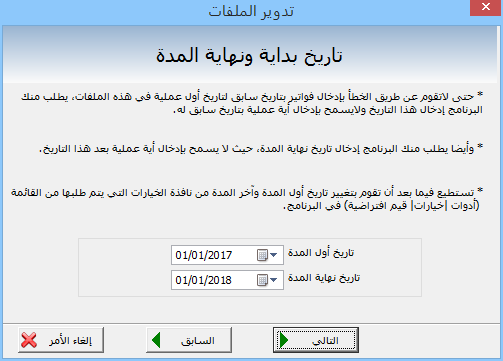 تدوير الملفات
تاريخ بداية ونهاية المدة
* حتى لاتقوم عن طريق الخطأ بإدخال فواتير بتاريخ سابق لتاريخ أول عملية في هذه الملفات، يطلب منك
البرنامج إدخال هذا التاريخ ولايسمح بإدخال أية عملية بتاريخ سابق له.
* وأيضا يطلب منك البرنامج إدخال تاريخ نهاية المدة، حيث لا يسمح بإدخال أية عملية بعد هذا التاريخ.
* تستطيع فيما بعد أن تقوم بتغيير تاريخ أول المدة وآخر المدة من نافذة الخيارات التي يتم طلبها من القائمة
(أدوات |خيارات| قيم افتراضية) في البرنامج.
تاريخ أول المدة 01/01/2017
تاريخ نهاية المدة 01/01/2018
التالي السابق إلغاء الأمر